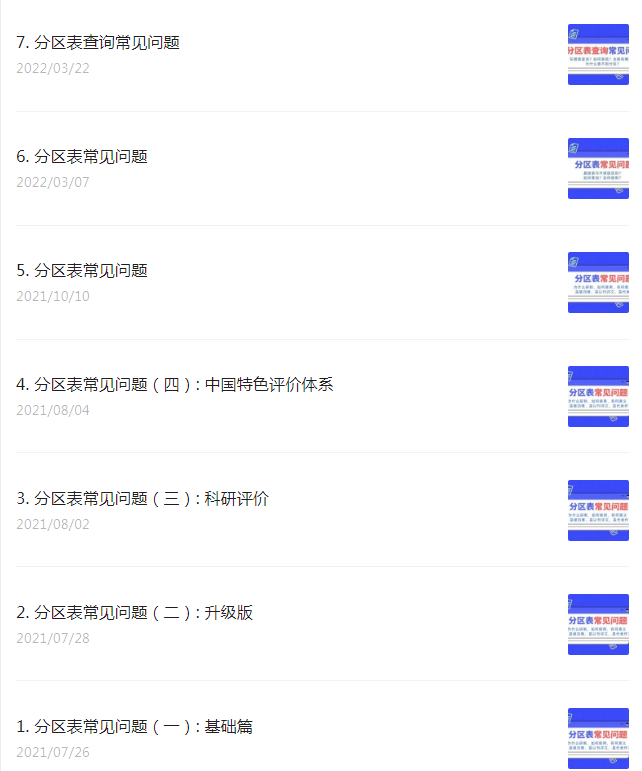 7. 分区表查询常见问题
2022/03/22
分区表查询常见问
6. 分区表常见问题
2022/03/07
分区表常见问题
5. 分区表常见问题
2021/10/10
分区表常见问题
4. 分区表常见问题（四）: 中国特色评价体系
2021/08/04
分区表常见问题
3. 分区表常见问题（三）: 科研评价
2021/08/02
分区表常见问题
2. 分区表常见问题（二）: 升级版
2021/07/28
分区表常见问题
1. 分区表常见问题（一）: 基础篇
2021/07/26
分区表常见问题